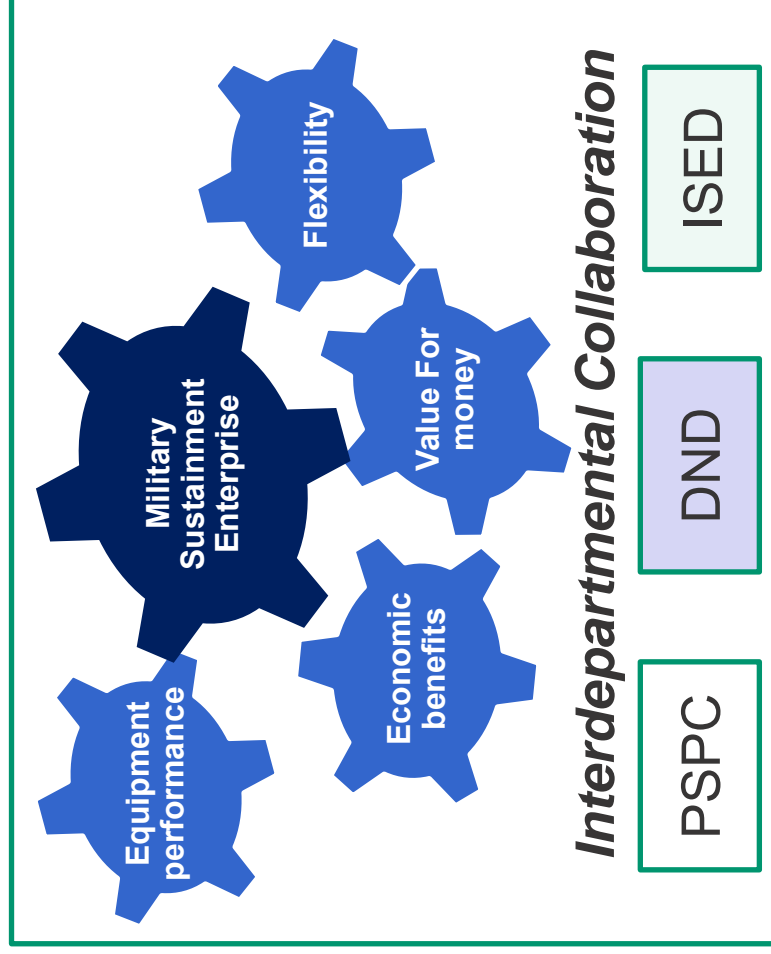 Equipment
performance
Military
Sustainment
Enterprise
Flexibility
Economic
benefits
Value For
money
Interdepartmental Collaboration
PSPC
DND
ISED